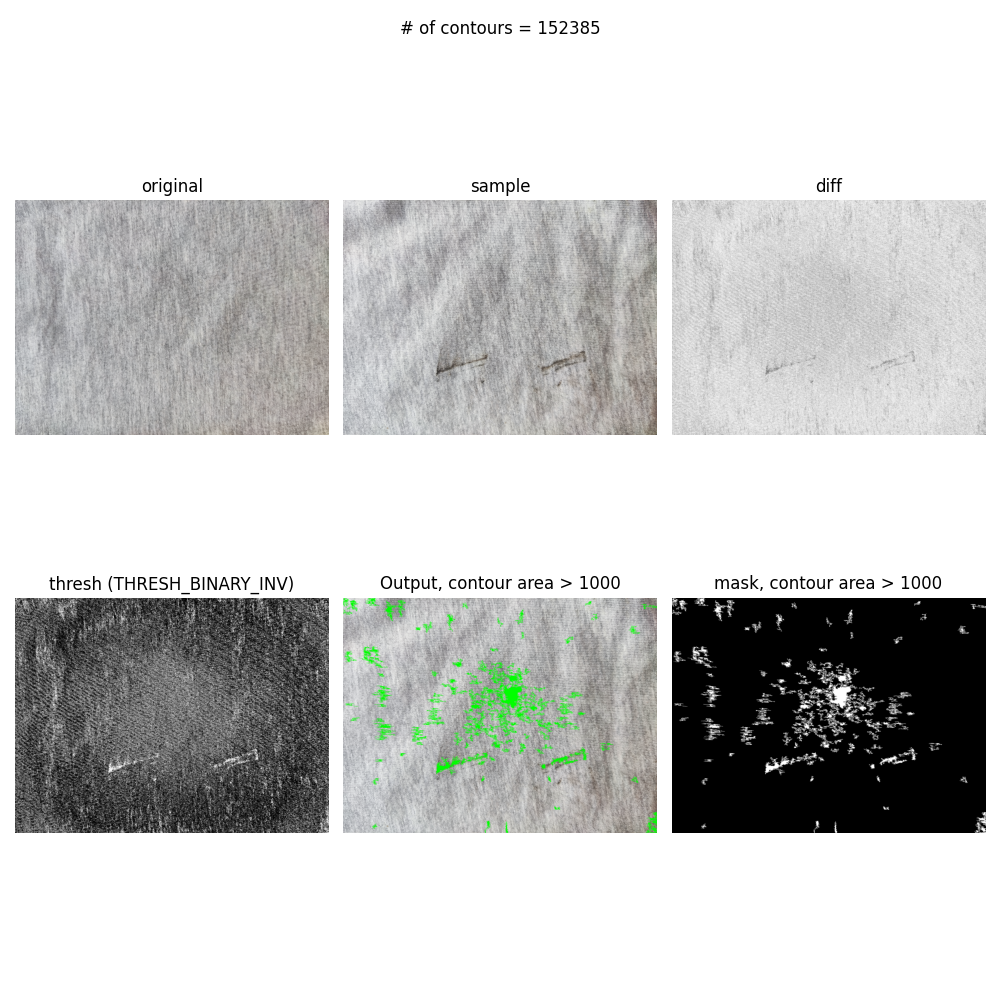 # of contours = 152385
original
sample
diff
thresh (THRESH_BINARY_INV)
Output, contour area > 1000
mask, contour area > 1000